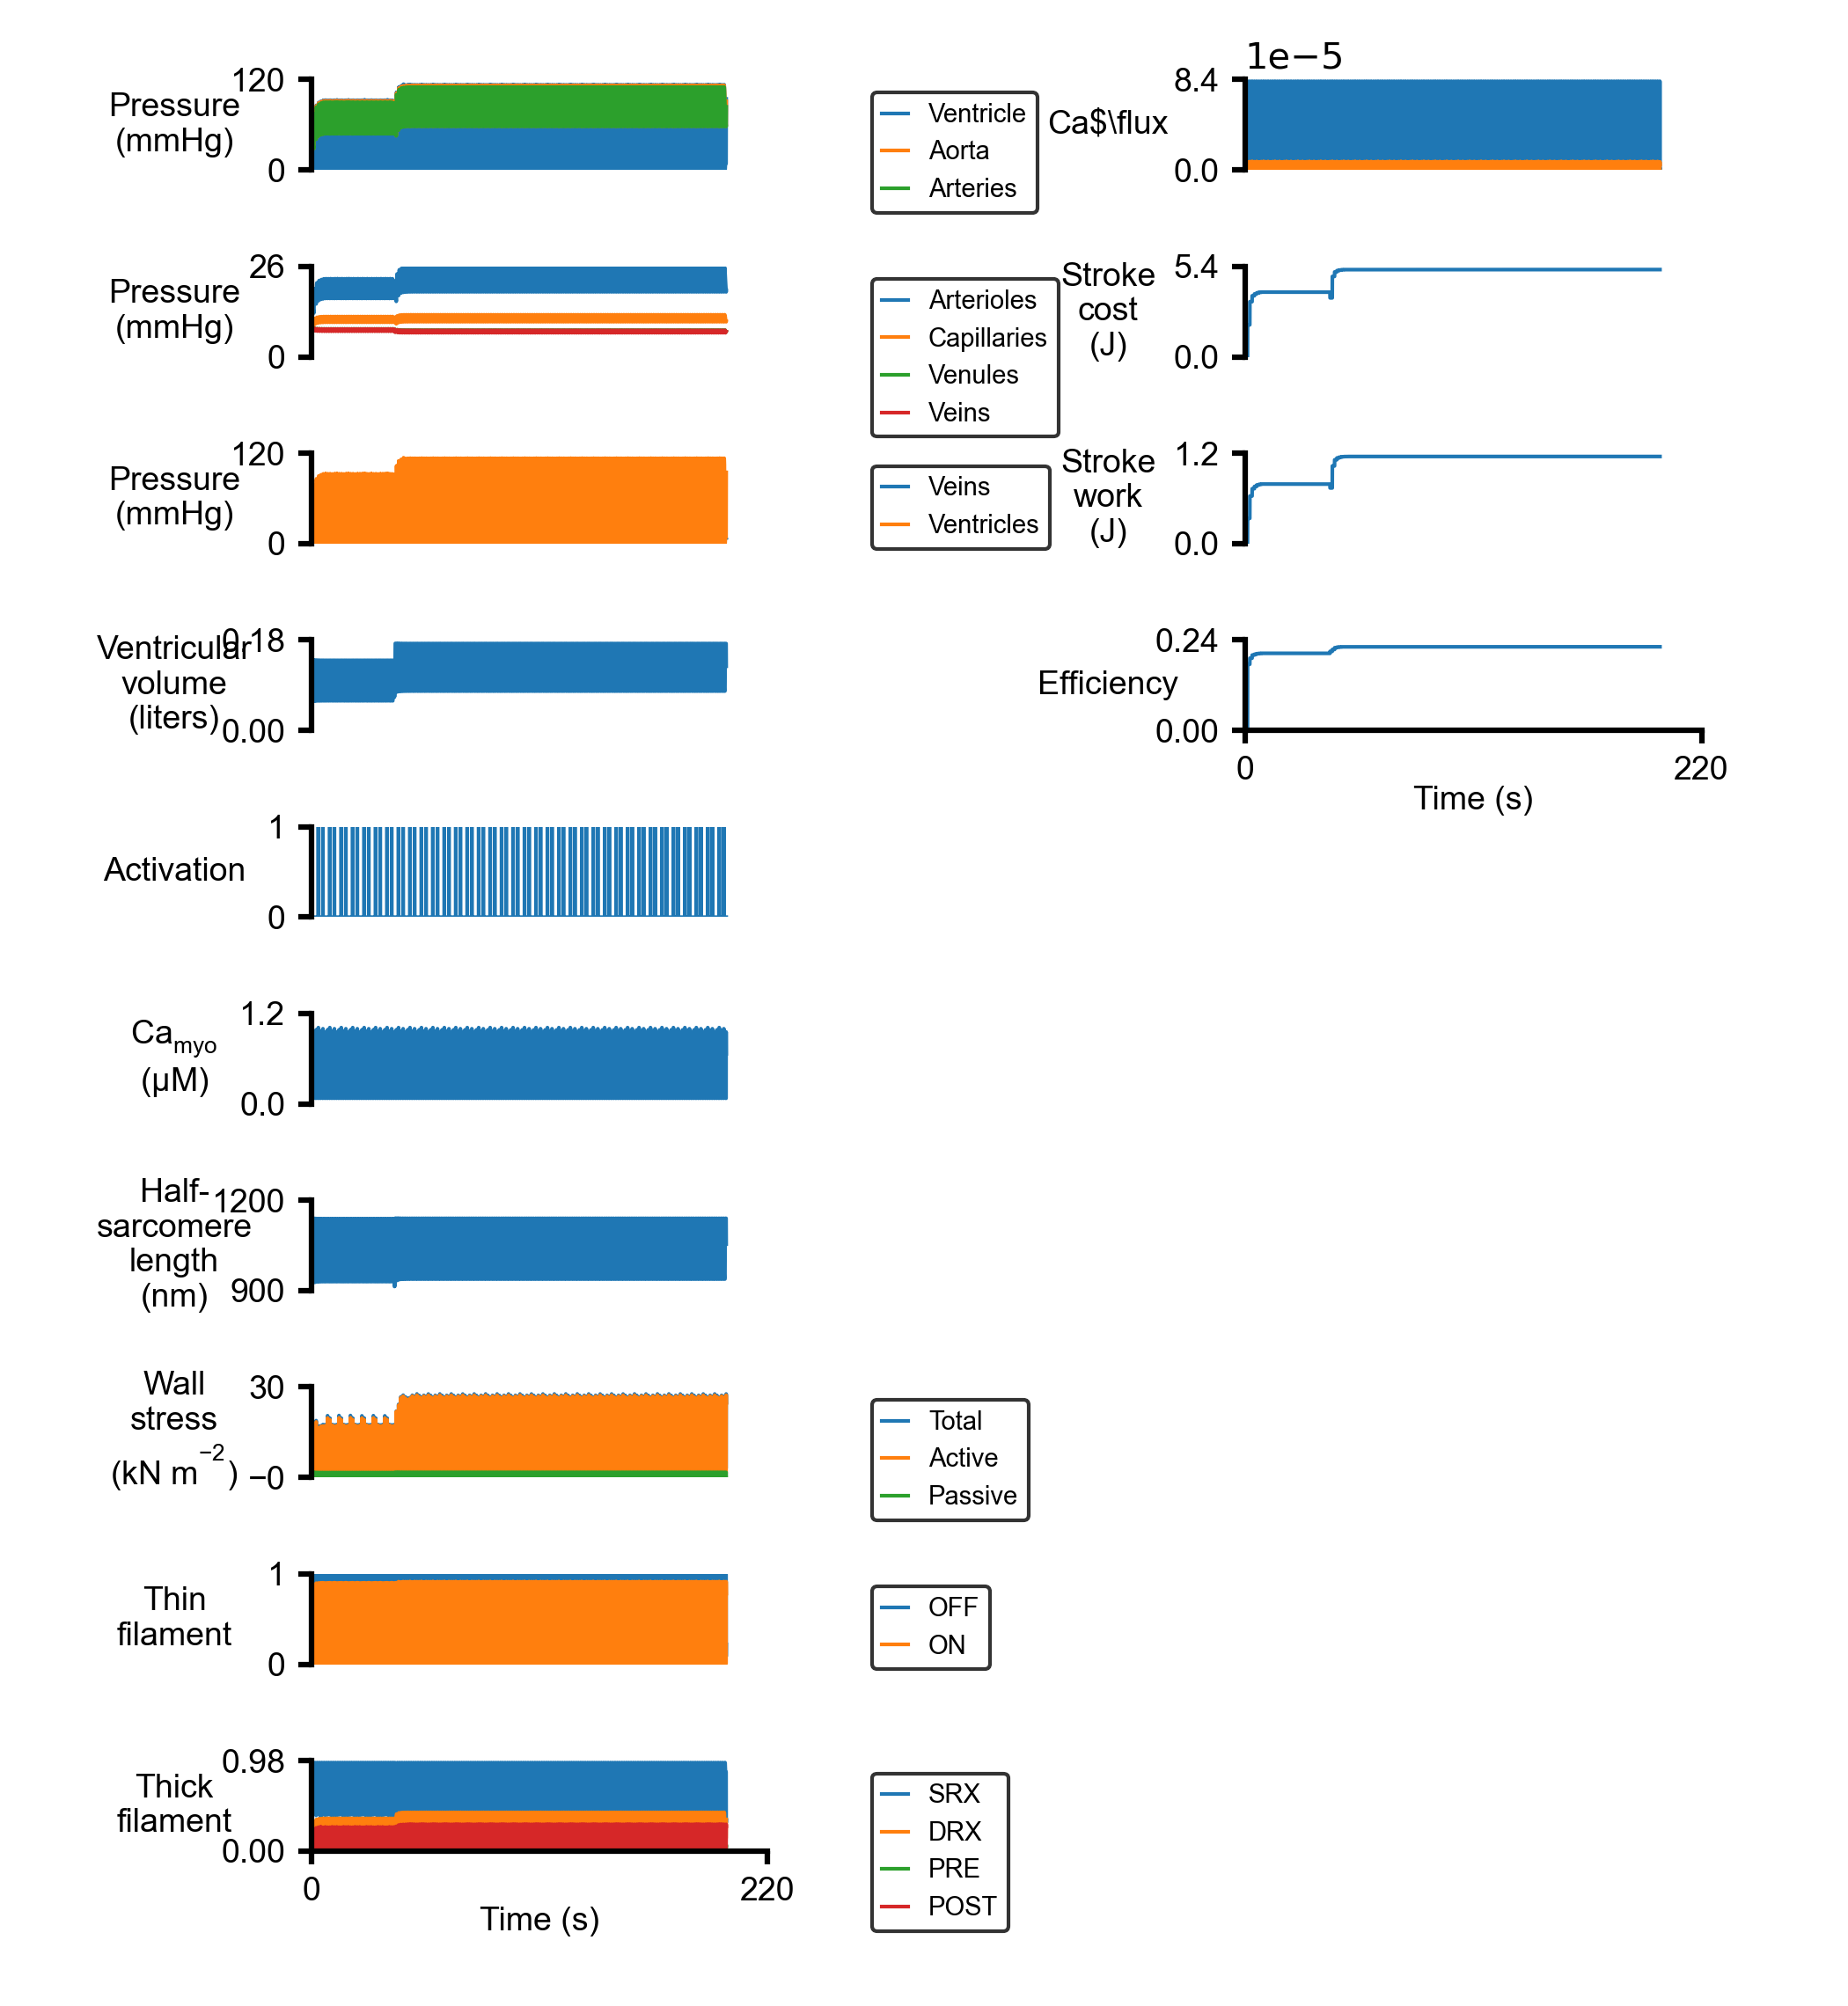 Pressure
(mmHg)
120
0
Ventricle
Aorta
Arteries
Pressure
(mmHg)
26
0
Arterioles
Capillaries
Venules
Veins
Pressure
(mmHg)
120
0
Veins
Ventricles
Ventricular
volume
(liters)
0.18
0.00
Activation
1
0
Ca_myo
(µM)
1.2
0.0
Half-
sarcomere
length
(nm)
1200
900
Wall
stress
(kN m⁻²)
30
−0
Total
Active
Passive
Thin
filament
1
0
OFF
ON
Thick
filament
0.98
0.00
SRX
DRX
PRE
POST
0
220
Time (s)
1e−5
Ca$\flux
8.4
0.0
Stroke
cost
(J)
5.4
0.0
Stroke
work
(J)
1.2
0.0
Efficiency
0.24
0.00
0
220
Time (s)